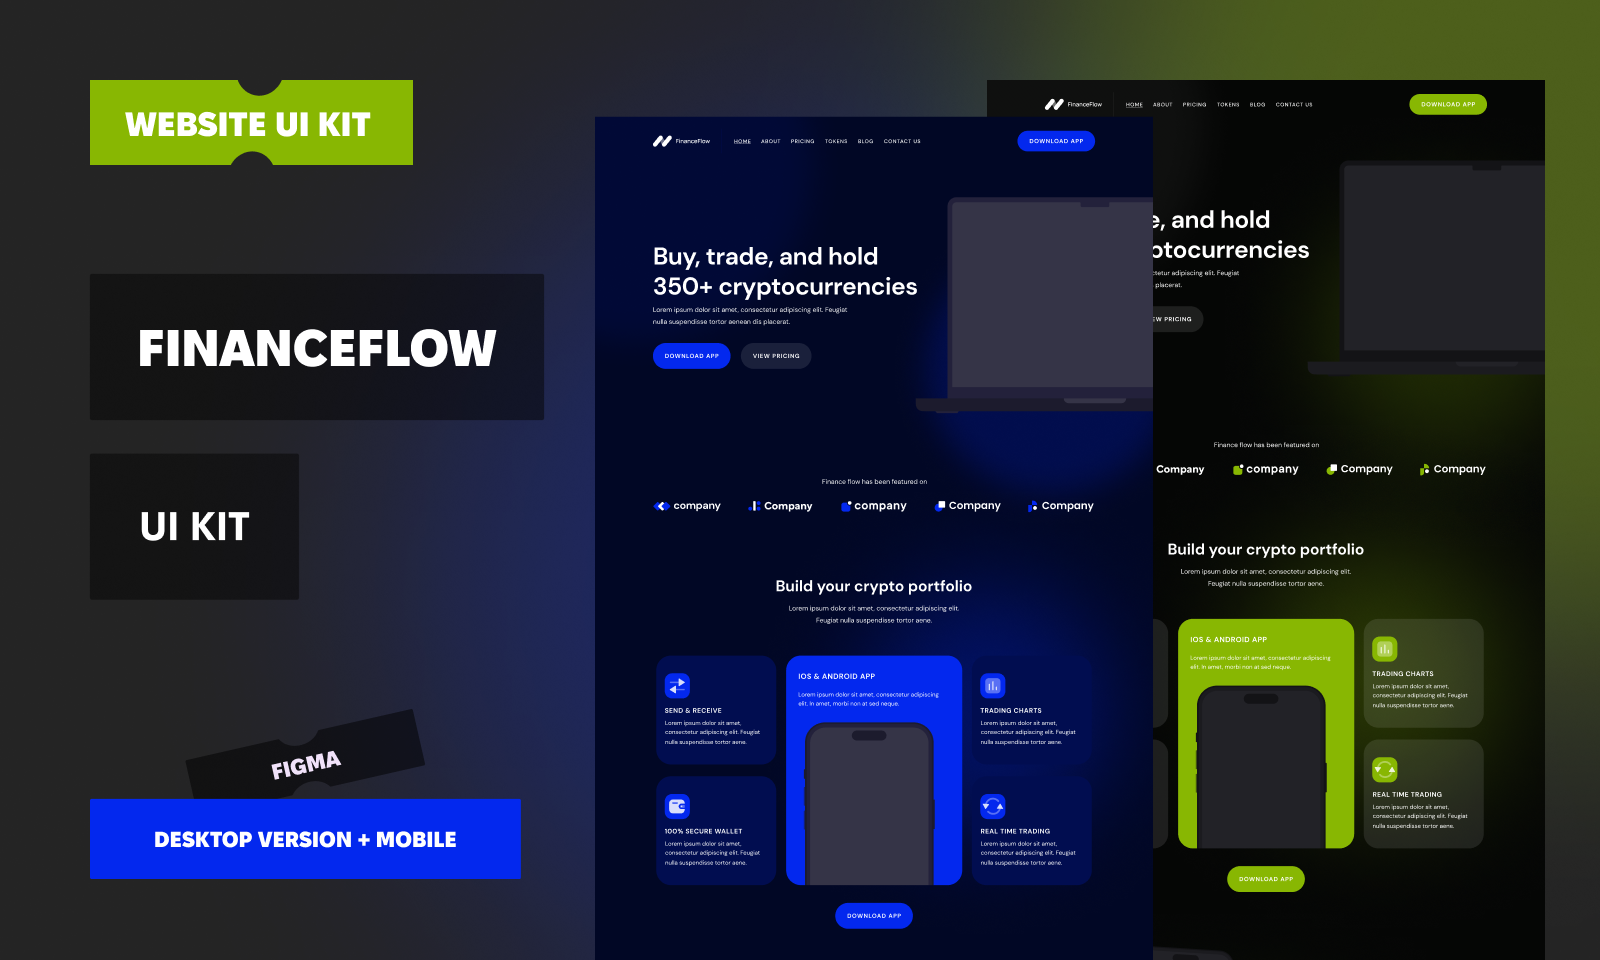 WEBSITE UI KIT
FINANCEFLOW
UI KIT
FIGMA
DESKTOP VERSION + MOBILE
FinanceFlow
HOME ABOUT PRICING TOKENS BLOG CONTACT US
DOWNLOAD APP
Buy, trade, and hold
350+ cryptocurrencies
Lorem ipsum dolor sit amet, consectetur adipiscing elit. Feugiat
nulla suspendisse tortor aenean dis placerat.
DOWNLOAD APP
VIEW PRICING
Finance flow has been featured on
company
Company
company
Company
Company
Build your crypto portfolio
Lorem ipsum dolor sit amet, consectetur adipiscing elit.
Feugiat nulla suspendisse tortor aene.
SEND & RECEIVE
Lorem ipsum dolor sit amet,
consectetur adipiscing elit. Feugiat
nulla suspendisse tortor aene.
100% SECURE WALLET
Lorem ipsum dolor sit amet,
consectetur adipiscing elit. Feugiat
nulla suspendisse tortor aene.
IOS & ANDROID APP
Lorem ipsum dolor sit amet, consectetur adipiscing
elit. In amet, morbi non at sed neque.
TRADING CHARTS
Lorem ipsum dolor sit amet,
consectetur adipiscing elit. Feugiat
nulla suspendisse tortor aene.
REAL TIME TRADING
Lorem ipsum dolor sit amet,
consectetur adipiscing elit. Feugiat
nulla suspendisse tortor aene.
DOWNLOAD APP
FinanceFlow
HOME ABOUT PRICING TOKENS BLOG CONTACT US
DOWNLOAD APP
e, and hold
ptocurrencies
ctetur adipiscing elit. Feugiat
s placerat.
EW PRICING
Finance flow has been featured on
Company
company
Company
Company
Build your crypto portfolio
Lorem ipsum dolor sit amet, consectetur adipiscing elit.
Feugiat nulla suspendisse tortor aene.
IOS & ANDROID APP
Lorem ipsum dolor sit amet, consectetur adipiscing
elit. In amet, morbi non at sed neque.
TRADING CHARTS
Lorem ipsum dolor sit amet,
consectetur adipiscing elit. Feugiat
nulla suspendisse tortor aene.
REAL TIME TRADING
Lorem ipsum dolor sit amet,
consectetur adipiscing elit. Feugiat
nulla suspendisse tortor aene.
DOWNLOAD APP